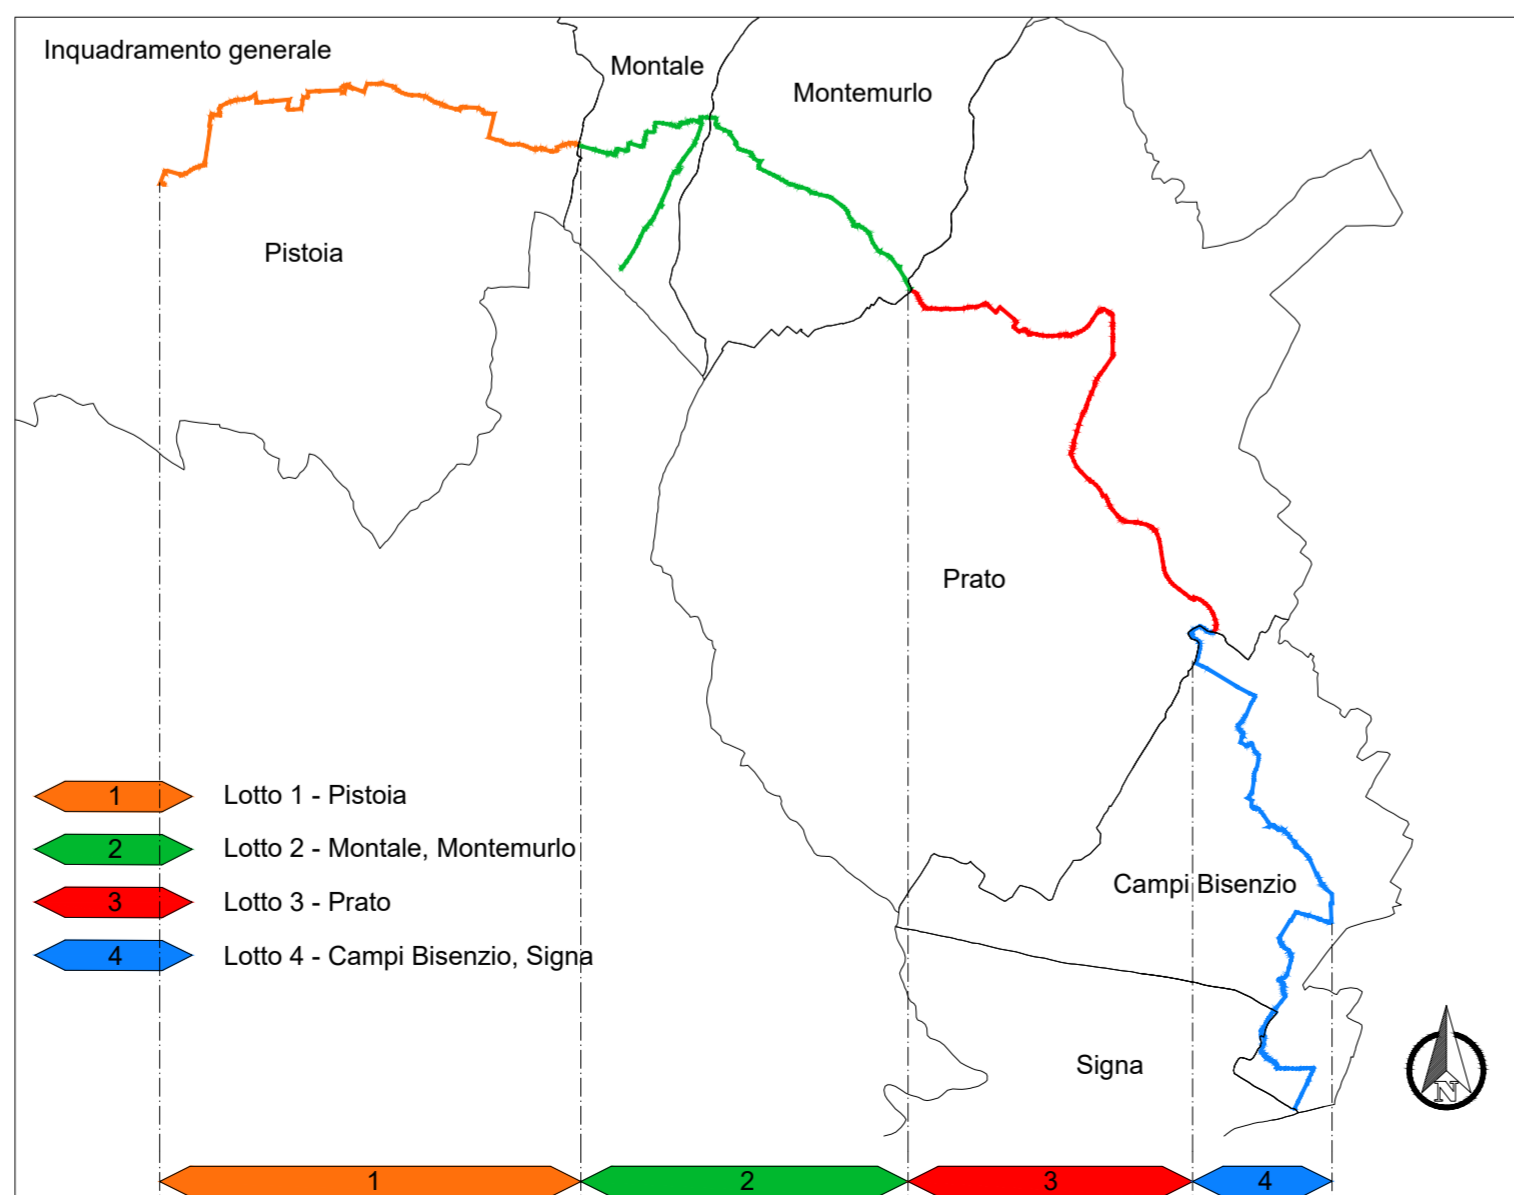 Inquadramento generale
Montale
Montemurlo
Pistoia
Prato
1 Lotto 1 - Pistoia
2 Lotto 2 - Montale, Montemurlo
3 Lotto 3 - Prato
4 Lotto 4 - Campi Bisenzio, Signa
Campi Bisenzio
Signa
N
1 2 3 4